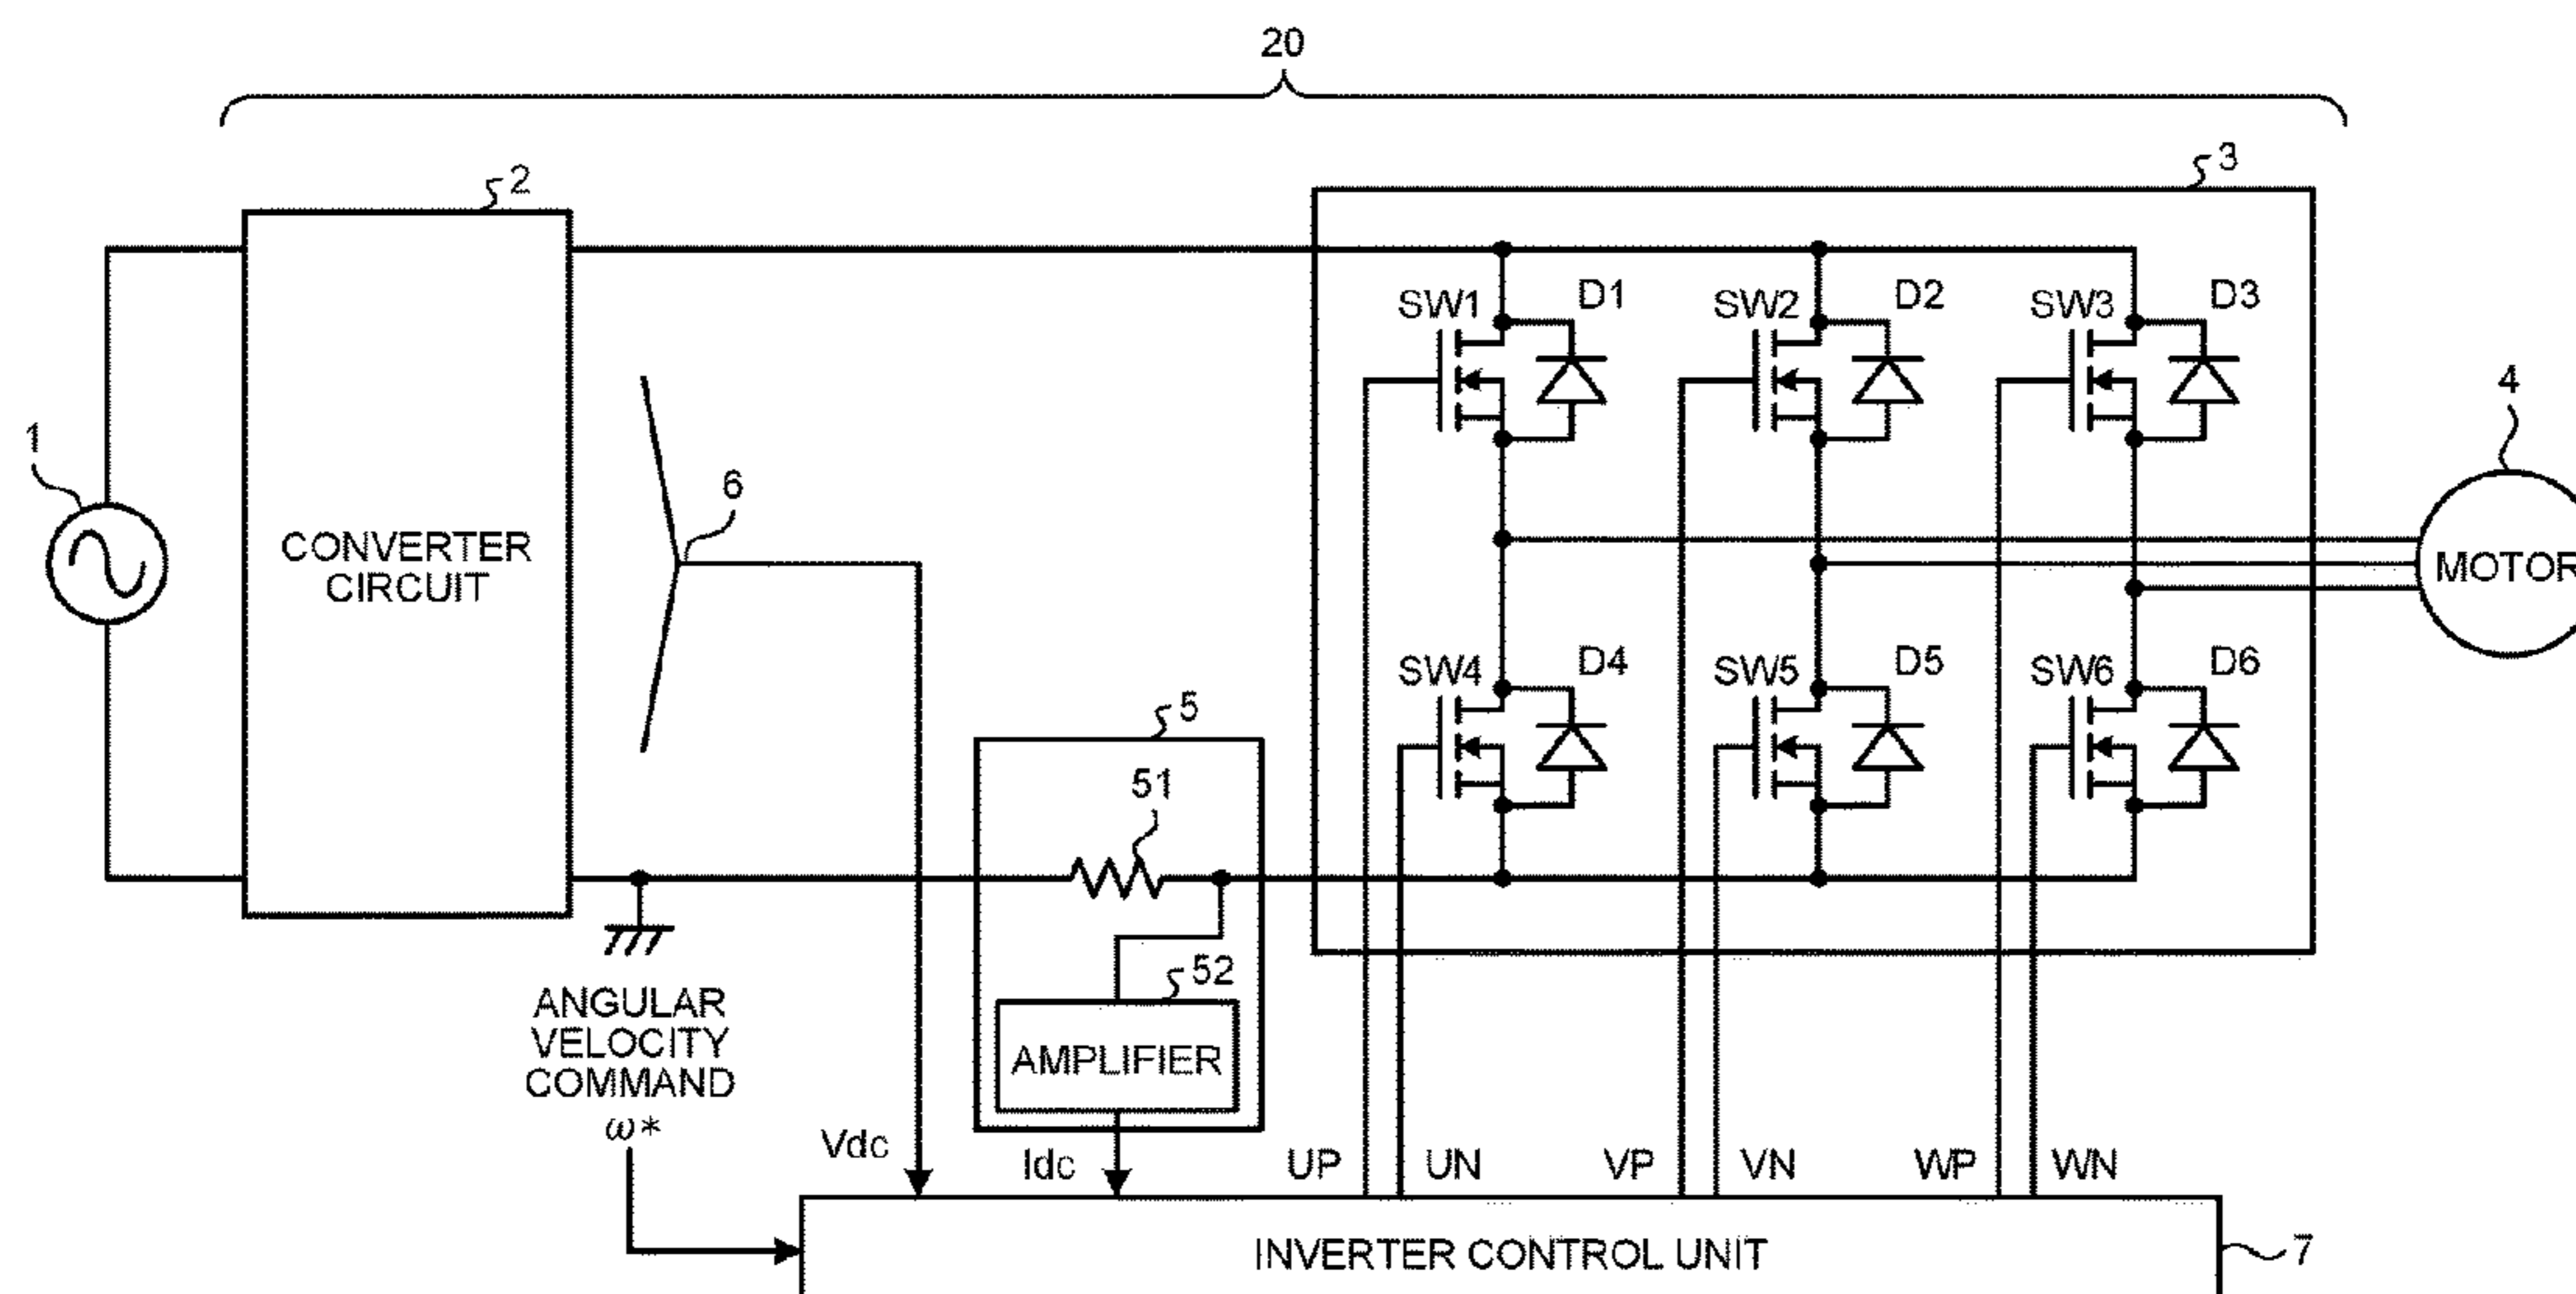 20
2
3
SW1 D1 SW2 D2 SW3 D3
4
1
6
CONVERTER
CIRCUIT
MOTOR
SW4 D4 SW5 D5 SW6 D6
5
51
52
ANGULAR
VELOCITY
COMMAND
ω*
AMPLIFIER
Vdc Idc UP UN VP VN WP WN
INVERTER CONTROL UNIT
7